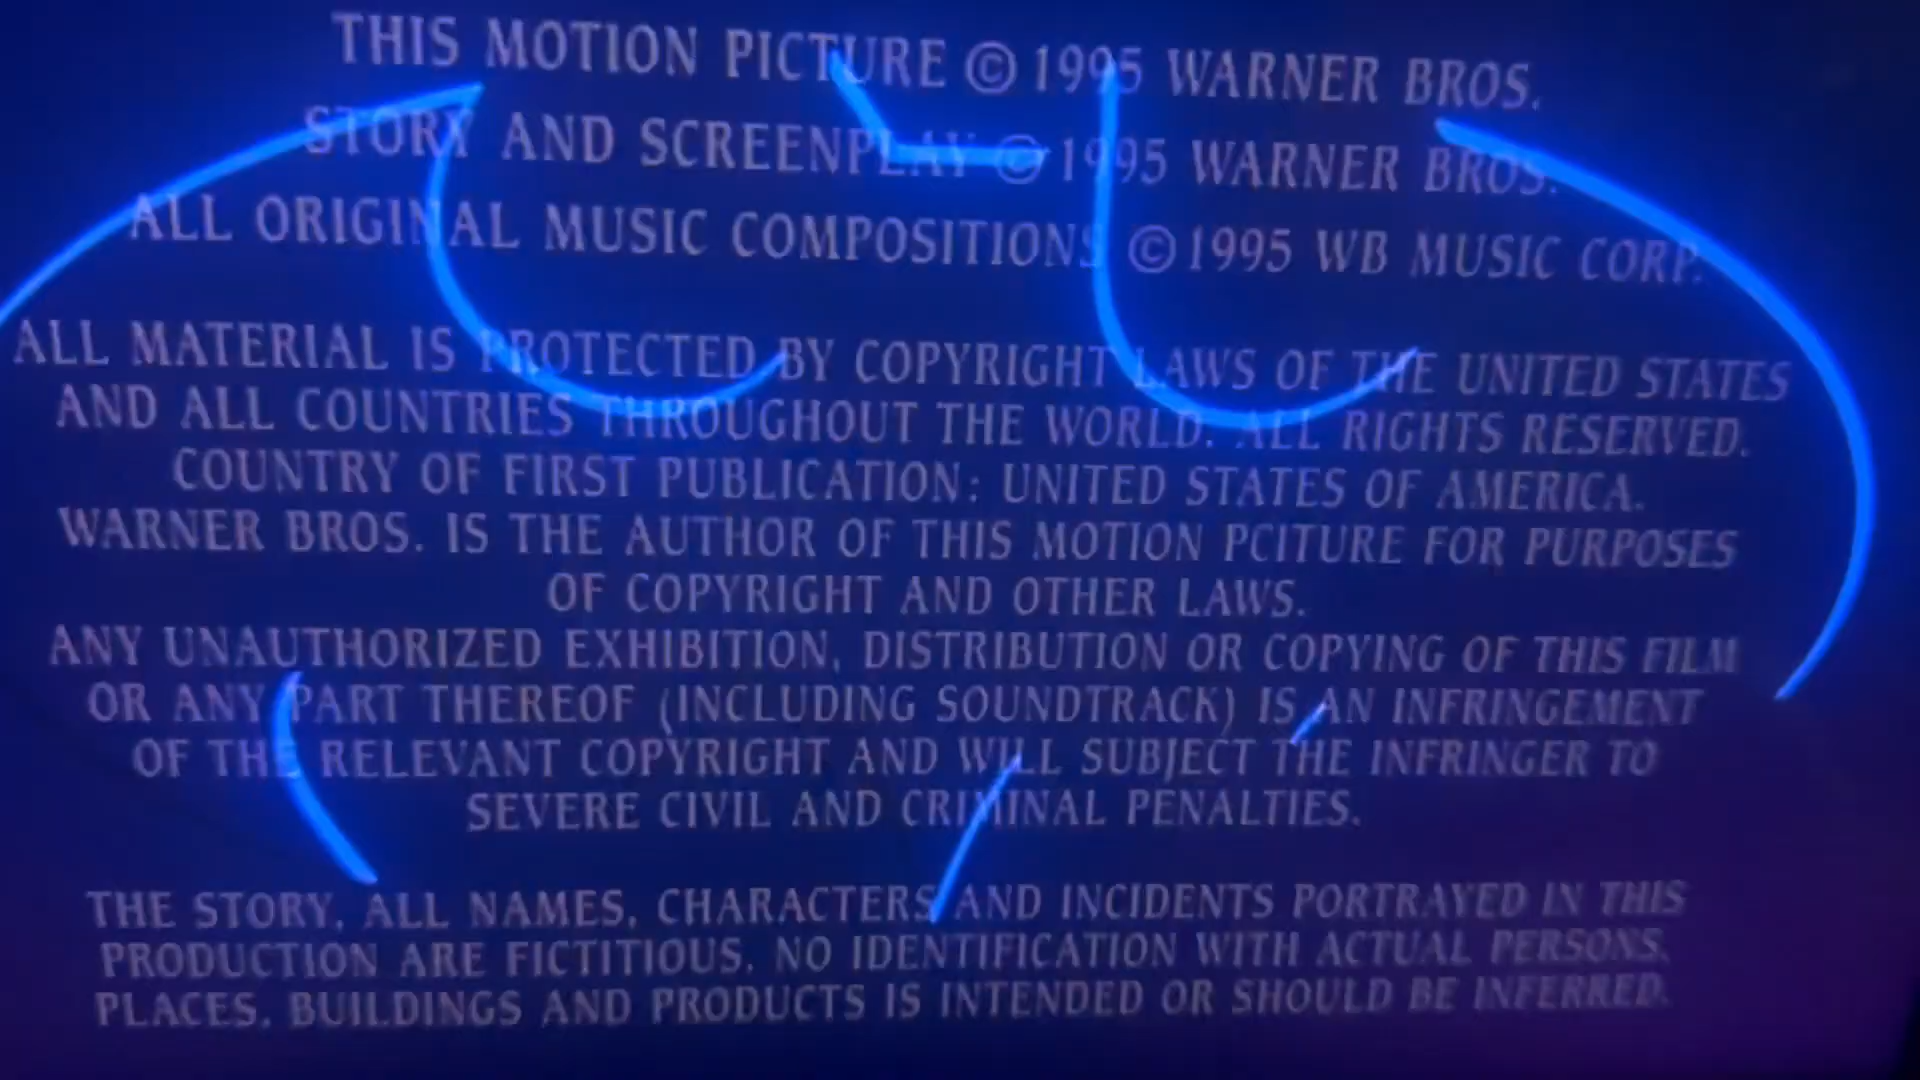 THIS MOTION PICTURE © 1995 WARNER BROS.
STORY AND SCREENPLAY © 1995 WARNER BROS.
ALL ORIGINAL MUSIC COMPOSITIONS © 1995 WB MUSIC CORP.
ALL MATERIAL IS PROTECTED BY COPYRIGHT LAWS OF THE UNITED STATES
AND ALL COUNTRIES THROUGHOUT THE WORLD. ALL RIGHTS RESERVED.
COUNTRY OF FIRST PUBLICATION: UNITED STATES OF AMERICA.
WARNER BROS. IS THE AUTHOR OF THIS MOTION PCITURE FOR PURPOSES
OF COPYRIGHT AND OTHER LAWS.
ANY UNAUTHORIZED EXHIBITION, DISTRIBUTION OR COPYING OF THIS FILM
OR ANY PART THEREOF (INCLUDING SOUNDTRACK) IS AN INFRINGEMENT
OF THE RELEVANT COPYRIGHT AND WILL SUBJECT THE INFRINGER TO
SEVERE CIVIL AND CRIMINAL PENALTIES.
THE STORY, ALL NAMES, CHARACTERS AND INCIDENTS PORTRAYED IN THIS
PRODUCTION ARE FICTITIOUS. NO IDENTIFICATION WITH ACTUAL PERSONS,
PLACES, BUILDINGS AND PRODUCTS IS INTENDED OR SHOULD BE INFERRED.